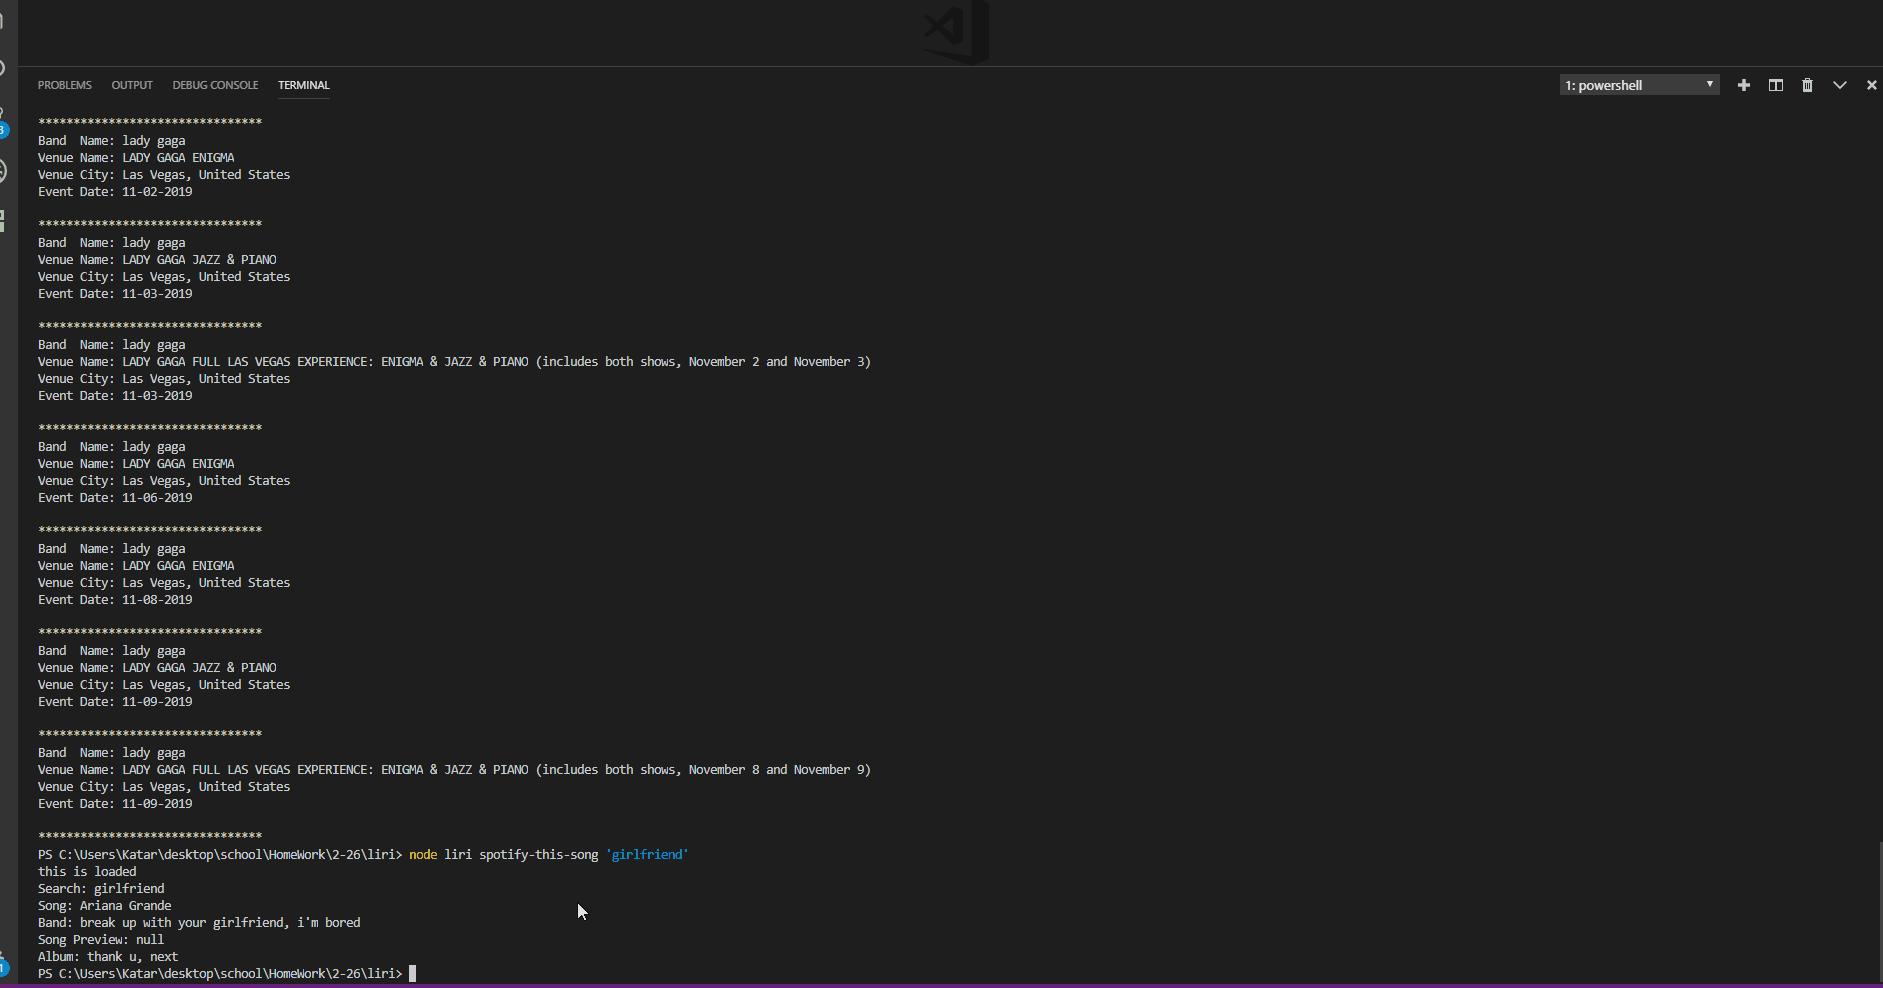 PROBLEMS OUTPUT DEBUG CONSOLE TERMINAL 1: powershell
********************************
Band  Name: lady gaga
Venue Name: LADY GAGA ENIGMA
Venue City: Las Vegas, United States
Event Date: 11-02-2019
********************************
Band  Name: lady gaga
Venue Name: LADY GAGA JAZZ & PIANO
Venue City: Las Vegas, United States
Event Date: 11-03-2019
********************************
Band  Name: lady gaga
Venue Name: LADY GAGA FULL LAS VEGAS EXPERIENCE: ENIGMA & JAZZ & PIANO (includes both shows, November 2 and November 3)
Venue City: Las Vegas, United States
Event Date: 11-03-2019
********************************
Band  Name: lady gaga
Venue Name: LADY GAGA ENIGMA
Venue City: Las Vegas, United States
Event Date: 11-06-2019
********************************
Band  Name: lady gaga
Venue Name: LADY GAGA ENIGMA
Venue City: Las Vegas, United States
Event Date: 11-08-2019
********************************
Band  Name: lady gaga
Venue Name: LADY GAGA JAZZ & PIANO
Venue City: Las Vegas, United States
Event Date: 11-09-2019
********************************
Band  Name: lady gaga
Venue Name: LADY GAGA FULL LAS VEGAS EXPERIENCE: ENIGMA & JAZZ & PIANO (includes both shows, November 8 and November 9)
Venue City: Las Vegas, United States
Event Date: 11-09-2019
********************************
PS C:\Users\Katar\desktop\school\HomeWork\2-26\liri> node liri spotify-this-song 'girlfriend'
this is loaded
Search: girlfriend
Song: Ariana Grande
Band: break up with your girlfriend, i'm bored
Song Preview: null
Album: thank u, next
PS C:\Users\Katar\desktop\school\HomeWork\2-26\liri>